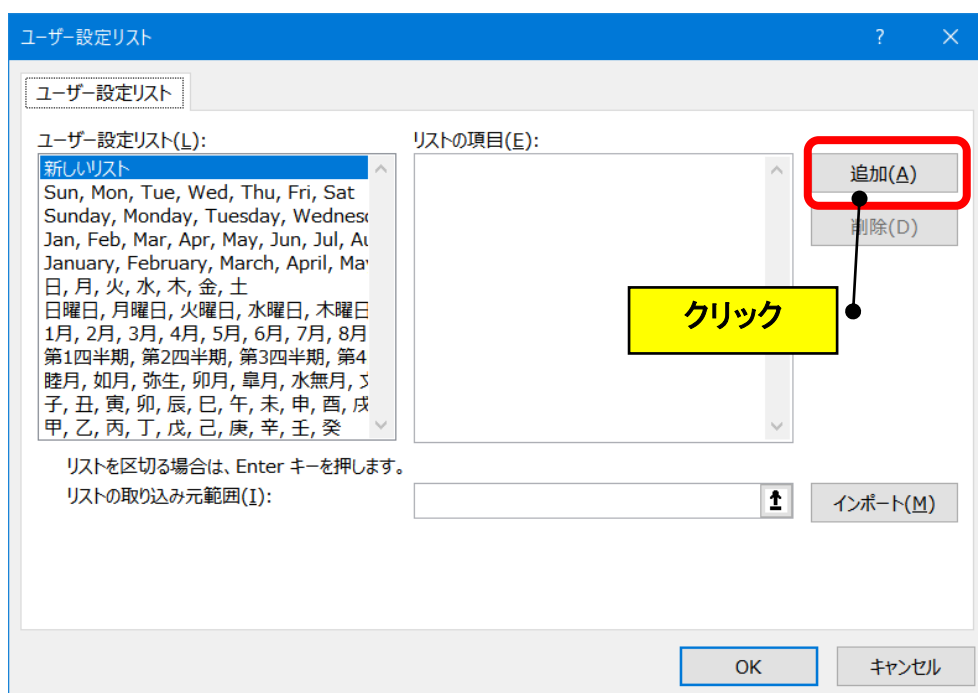 ユーザー設定リスト
ユーザー設定リスト
ユーザー設定リスト(L):
リストの項目(E):
新しいリスト
Sun, Mon, Tue, Wed, Thu, Fri, Sat
Sunday, Monday, Tuesday, Wednesd
Jan, Feb, Mar, Apr, May, Jun, Jul, Au
January, February, March, April, May
日, 月, 火, 水, 木, 金, 土
日曜日, 月曜日, 火曜日, 水曜日, 木曜日
1月, 2月, 3月, 4月, 5月, 6月, 7月, 8月
第1四半期, 第2四半期, 第3四半期, 第4
睦月, 如月, 弥生, 卯月, 皐月, 水無月, 文
子, 丑, 寅, 卯, 辰, 巳, 午, 未, 申, 酉, 戌
甲, 乙, 丙, 丁, 戊, 己, 庚, 辛, 壬, 癸
追加(A)
削除(D)
クリック
リストを区切る場合は、Enter キーを押します。
リストの取り込み元範囲(I):
インポート(M)
OK
キャンセル